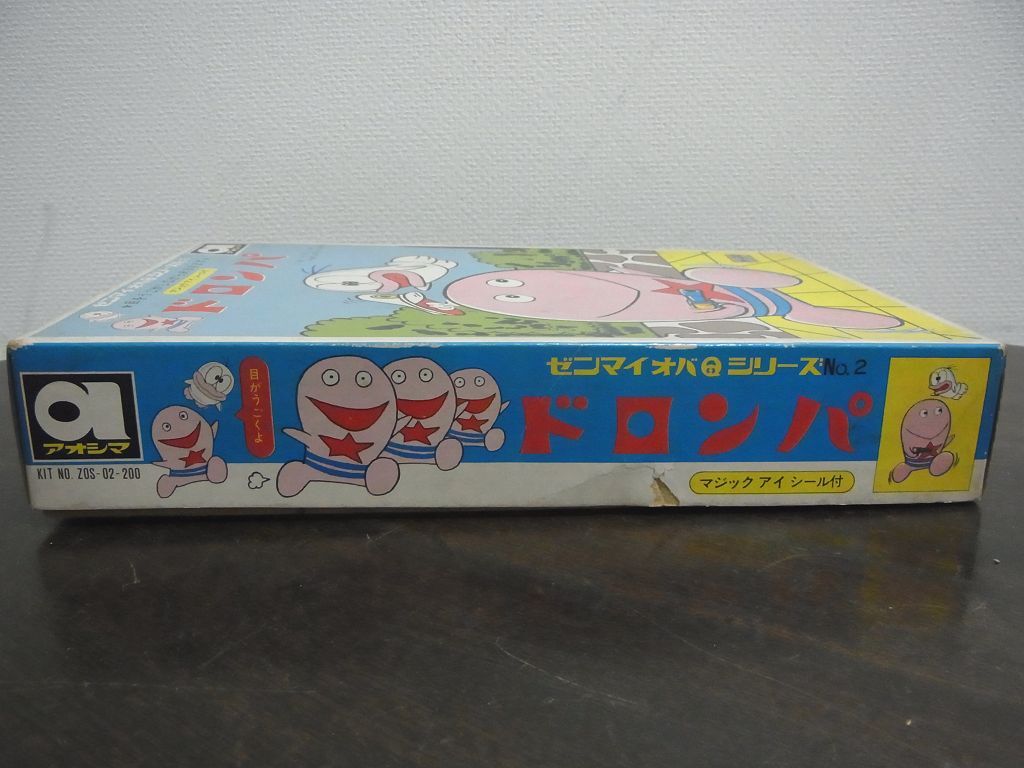 ドロンパ
a
アオシマ
KIT NO. ZOS-02-200
目がうごくよ
ゼンマイオバQシリーズ No.2
ドロンパ
マジック アイ シール付